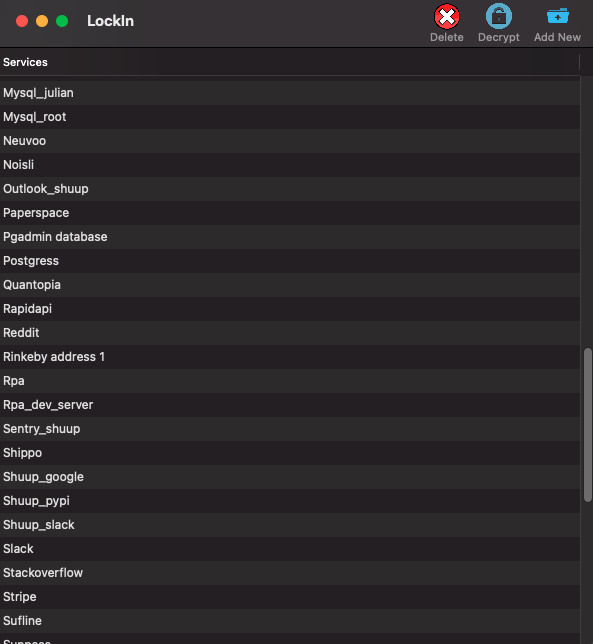 LockIn
Delete
Decrypt
Add New
Services
Mysql_julian
Mysql_root
Neuvoo
Noisli
Outlook_shuup
Paperspace
Pgadmin database
Postgress
Quantopia
Rapidapi
Reddit
Rinkeby address 1
Rpa
Rpa_dev_server
Sentry_shuup
Shippo
Shuup_google
Shuup_pypi
Shuup_slack
Slack
Stackoverflow
Stripe
Sufline